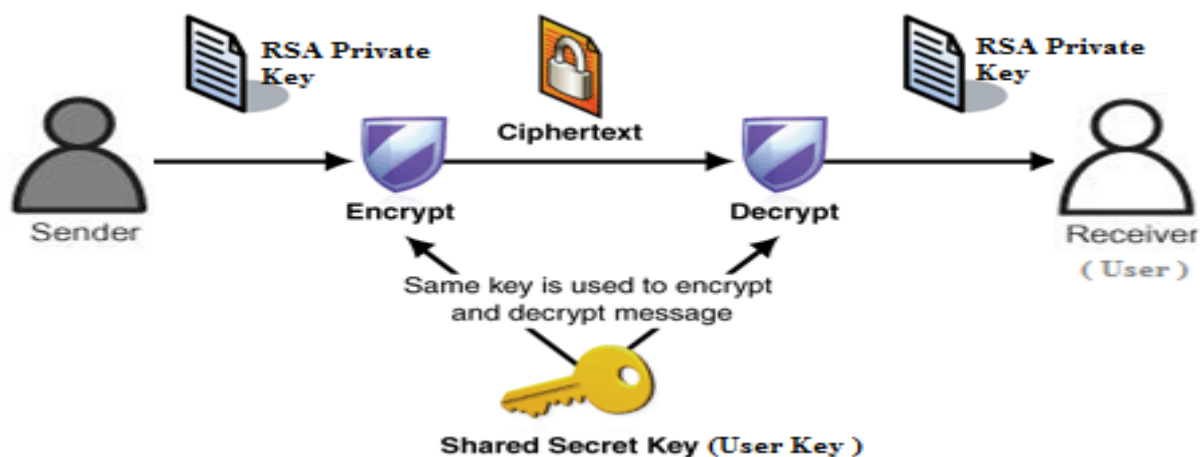 RSA Private
Key
RSA Private
Key
Ciphertext
Encrypt
Decrypt
Sender
Receiver
( User )
Same key is used to encrypt
and decrypt message
Shared Secret Key (User Key )